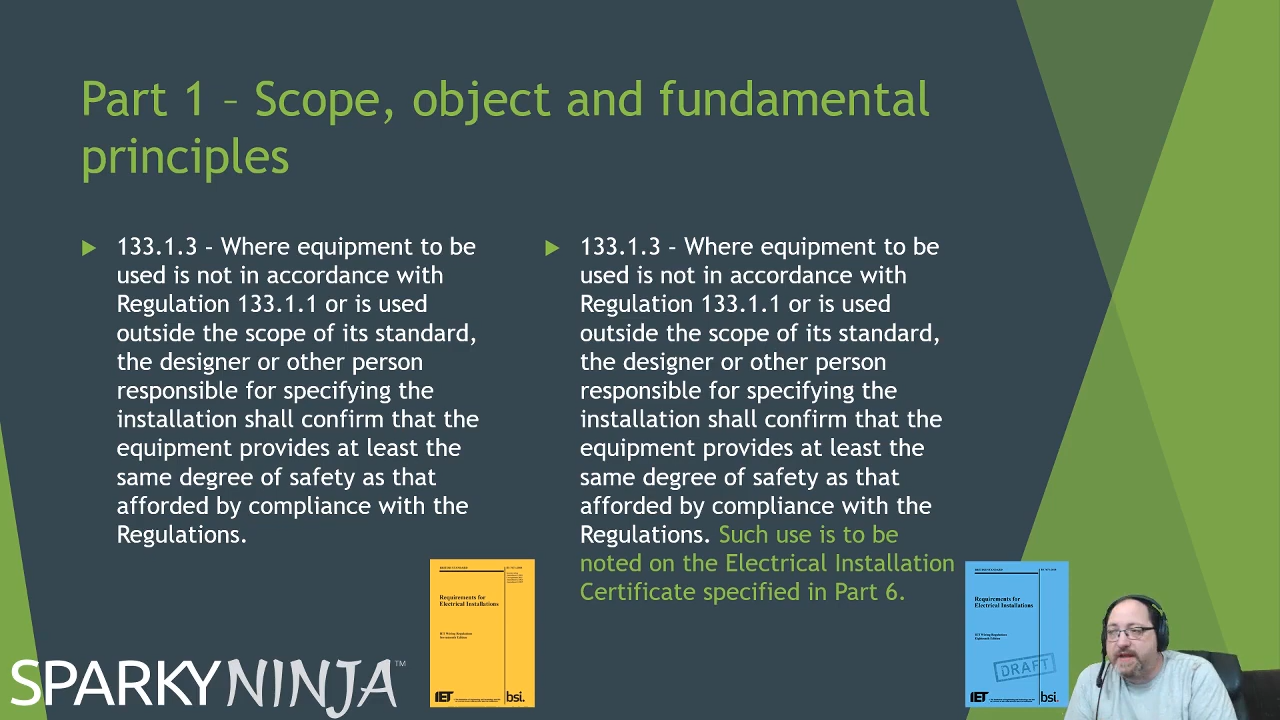 Part 1 – Scope, object and fundamental
principles
133.1.3 – Where equipment to be
used is not in accordance with
Regulation 133.1.1 or is used
outside the scope of its standard,
the designer or other person
responsible for specifying the
installation shall confirm that the
equipment provides at least the
same degree of safety as that
afforded by compliance with the
Regulations.
133.1.3 – Where equipment to be
used is not in accordance with
Regulation 133.1.1 or is used
outside the scope of its standard,
the designer or other person
responsible for specifying the
installation shall confirm that the
equipment provides at least the
same degree of safety as that
afforded by compliance with the
Regulations. Such use is to be
noted on the Electrical Installation
Certificate specified in Part 6.
Requirements for
Electrical Installations
IET
bsi.
Requirements for
Electrical Installations
DRAFT
IET
bsi.
SPARKYNINJA™